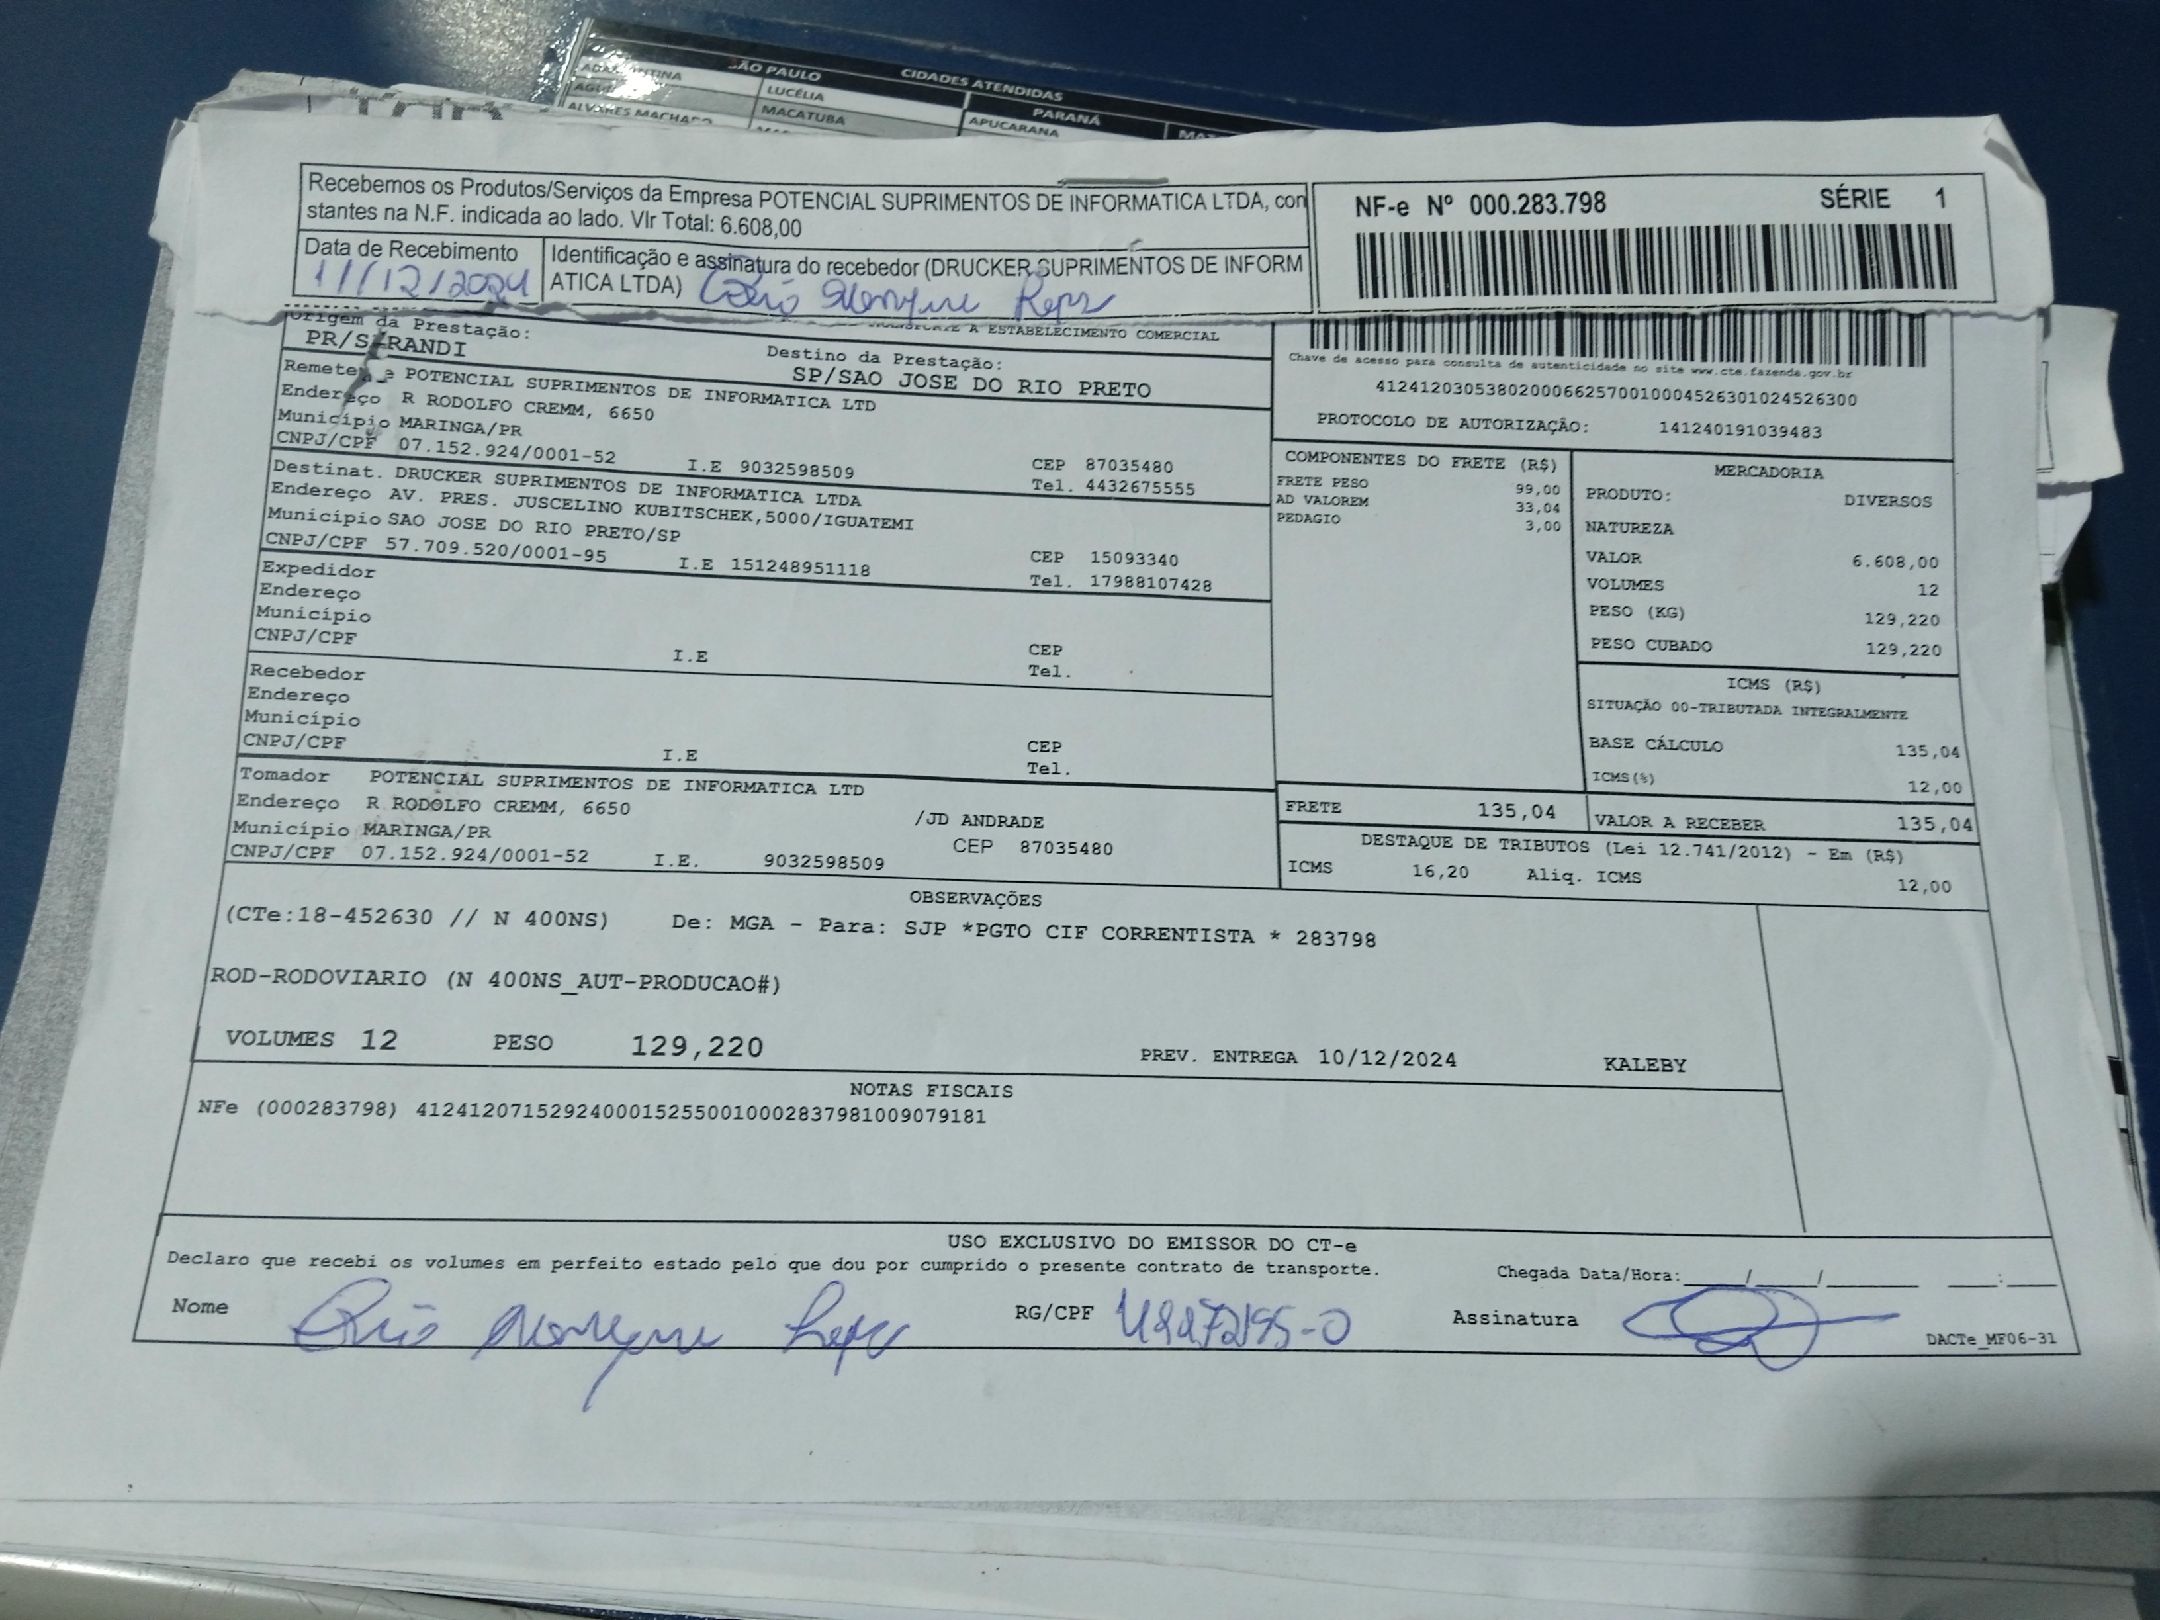 SÃO PAULO
CIDADES ATENDIDAS
LUCÉLIA
PARANÁ
ALVARES MACHADO
MACATUBA
APUCARANA
Recebemos os Produtos/Serviços da Empresa POTENCIAL SUPRIMENTOS DE INFORMATICA LTDA, con
stantes na N.F. indicada ao lado. Vlr Total: 6.608,00
NF-e Nº 000.283.798 SÉRIE 1
Data de Recebimento
11/12/2024
Identificação e assinatura do recebedor (DRUCKER SUPRIMENTOS DE INFORM
ATICA LTDA)
Origem da Prestação:
A ESTABELECIMENTO COMERCIAL
PR/SARANDI
Destino da Prestação:
SP/SAO JOSE DO RIO PRETO
Chave de acesso para consulta de autenticidade no site www.cte.fazenda.gov.br
41241203053802000662570010004526301024526300
PROTOCOLO DE AUTORIZAÇÃO: 141240191039483
Remetente POTENCIAL SUPRIMENTOS DE INFORMATICA LTD
Endereço R RODOLFO CREMM, 6650
Município MARINGA/PR
CEP 87035480
CNPJ/CPF 07.152.924/0001-52 I.E 9032598509 Tel. 4432675555
Destinat. DRUCKER SUPRIMENTOS DE INFORMATICA LTDA
Endereço AV. PRES. JUSCELINO KUBITSCHEK,5000/IGUATEMI
Município SAO JOSE DO RIO PRETO/SP
CEP 15093340
CNPJ/CPF 57.709.520/0001-95 I.E 151248951118 Tel. 17988107428
Expedidor
Endereço
Município
CEP
CNPJ/CPF I.E Tel.
Recebedor
Endereço
Município
CEP
CNPJ/CPF I.E Tel.
Tomador POTENCIAL SUPRIMENTOS DE INFORMATICA LTD
Endereço R RODOLFO CREMM, 6650 /JD ANDRADE
Município MARINGA/PR CEP 87035480
CNPJ/CPF 07.152.924/0001-52 I.E. 9032598509
COMPONENTES DO FRETE (R$)
FRETE PESO 99,00
AD VALOREM 33,04
PEDAGIO 3,00
MERCADORIA
PRODUTO: DIVERSOS
NATUREZA
VALOR 6.608,00
VOLUMES 12
PESO (KG) 129,220
PESO CUBADO 129,220
ICMS (R$)
SITUAÇÃO 00-TRIBUTADA INTEGRALMENTE
BASE CÁLCULO 135,04
ICMS(%) 12,00
FRETE 135,04
VALOR A RECEBER 135,04
DESTAQUE DE TRIBUTOS (Lei 12.741/2012) - Em (R$)
ICMS 16,20 Aliq. ICMS 12,00
OBSERVAÇÕES
(CTe:18-452630 // N 400NS) De: MGA - Para: SJP *PGTO CIF CORRENTISTA * 283798
ROD-RODOVIARIO (N 400NS_AUT-PRODUCAO#)
VOLUMES 12 PESO 129,220 PREV. ENTREGA 10/12/2024 KALEBY
NOTAS FISCAIS
NFe (000283798) 41241207152924000152550010002837981009079181
USO EXCLUSIVO DO EMISSOR DO CT-e
Declaro que recebi os volumes em perfeito estado pelo que dou por cumprido o presente contrato de transporte.
Chegada Data/Hora:____/____/______ ___:___
Nome
RG/CPF
Assinatura
DACTe_MF06-31